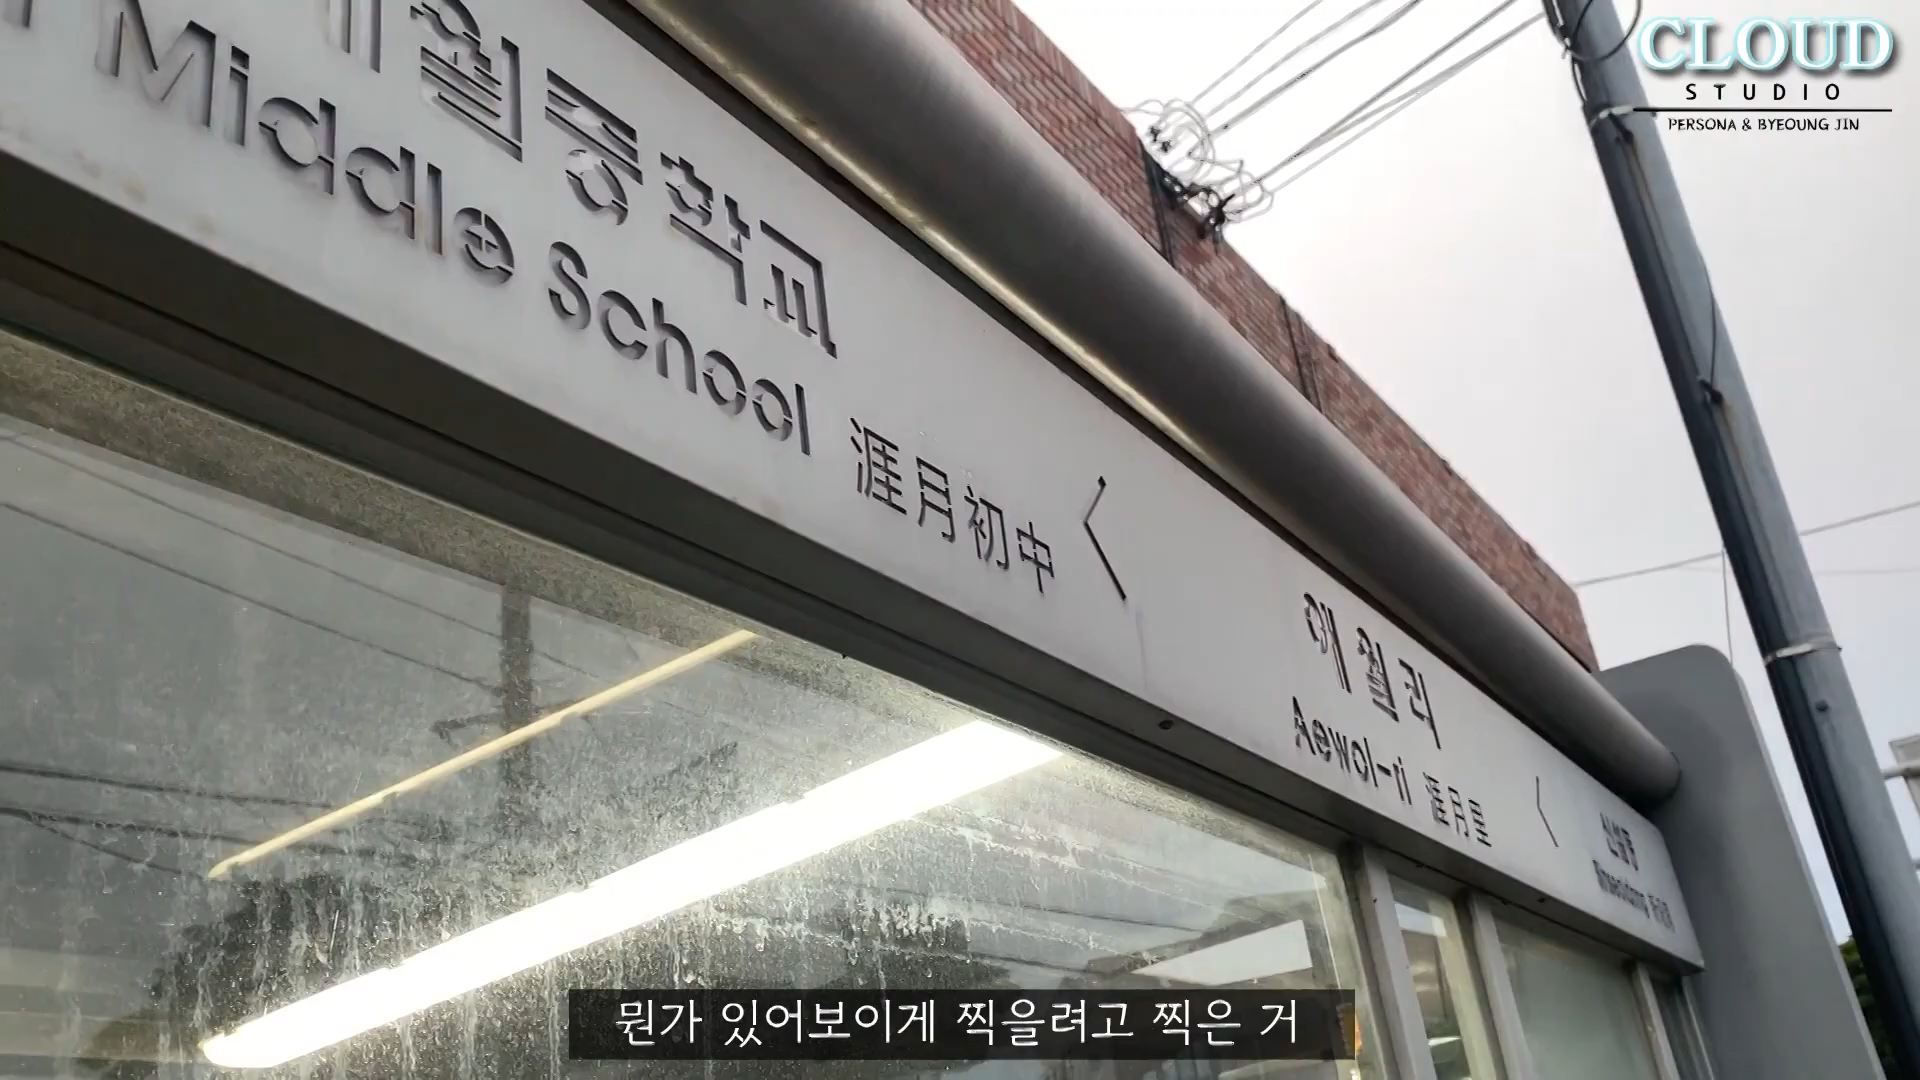 CLOUD
STUDIO
PERSONA & BYEOUNG JIN
애월중학교
Middle School 涯月初中
애월리
Aewol-ri 涯月里
뭔가 있어보이게 찍을려고 찍은 거